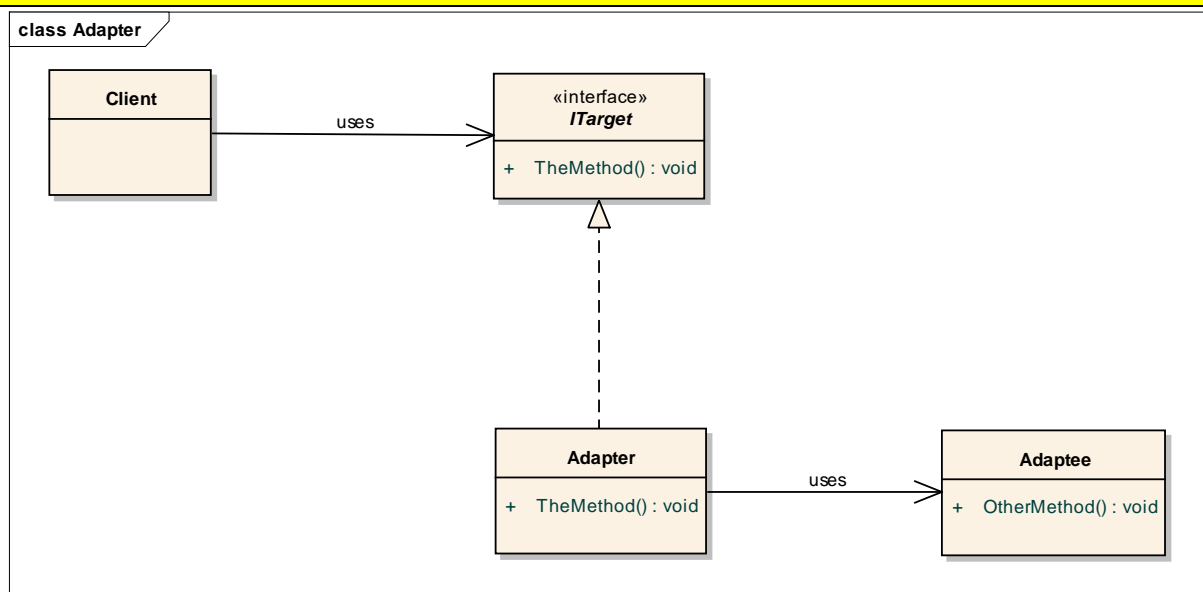 class Adapter
Client
uses
«interface»
ITarget
+ TheMethod() : void
Adapter
+ TheMethod() : void
uses
Adaptee
+ OtherMethod() : void